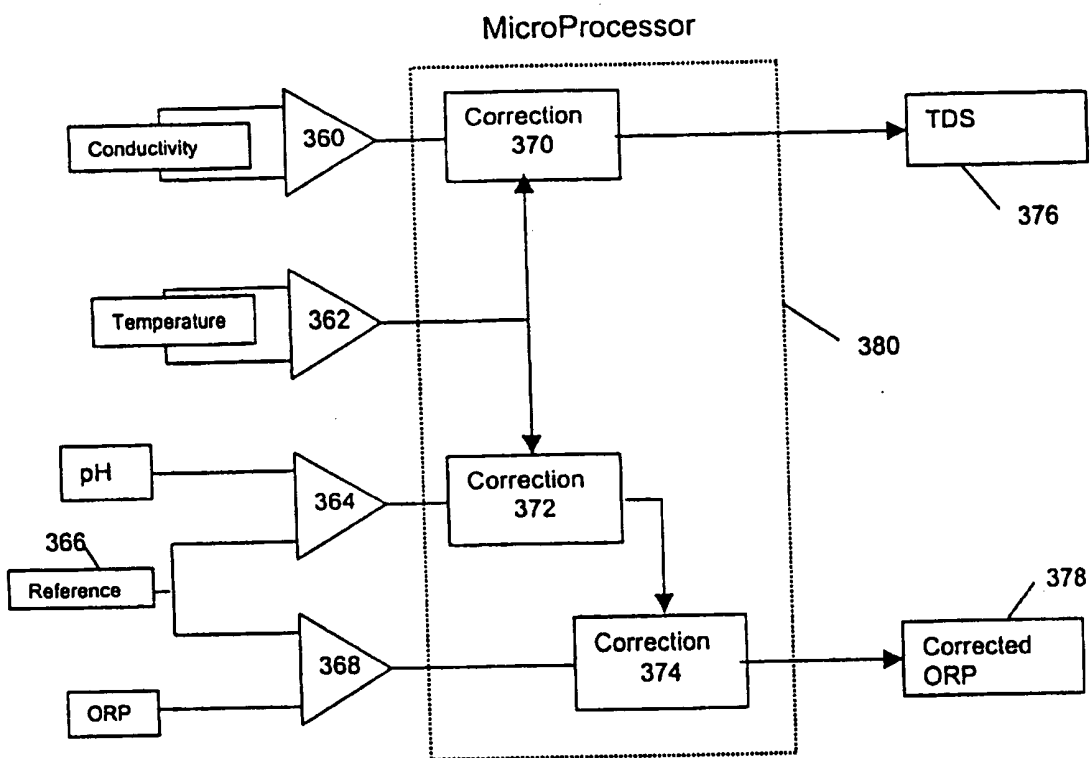 MicroProcessor
Conductivity
360
Correction
370
TDS
376
Temperature
362
380
pH
364
Correction
372
366
Reference
368
Correction
374
378
Corrected
ORP
ORP